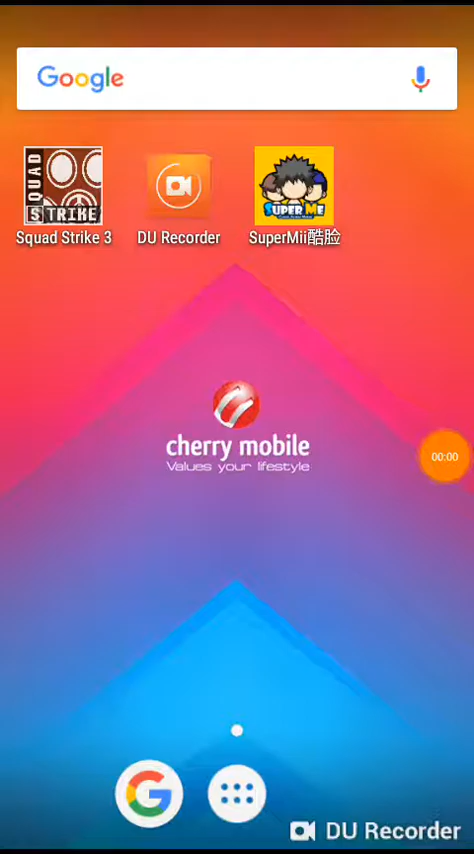 Google
SQUAD
STRIKE
SUPER ME
Squad Strike 3
DU Recorder
SuperMii酷脸
cherry mobile
Values your lifestyle
00:00
DU Recorder